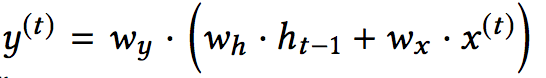 y^{(t)} = w_y · (w_h · h_{t−1} + w_x · x^{(t)})